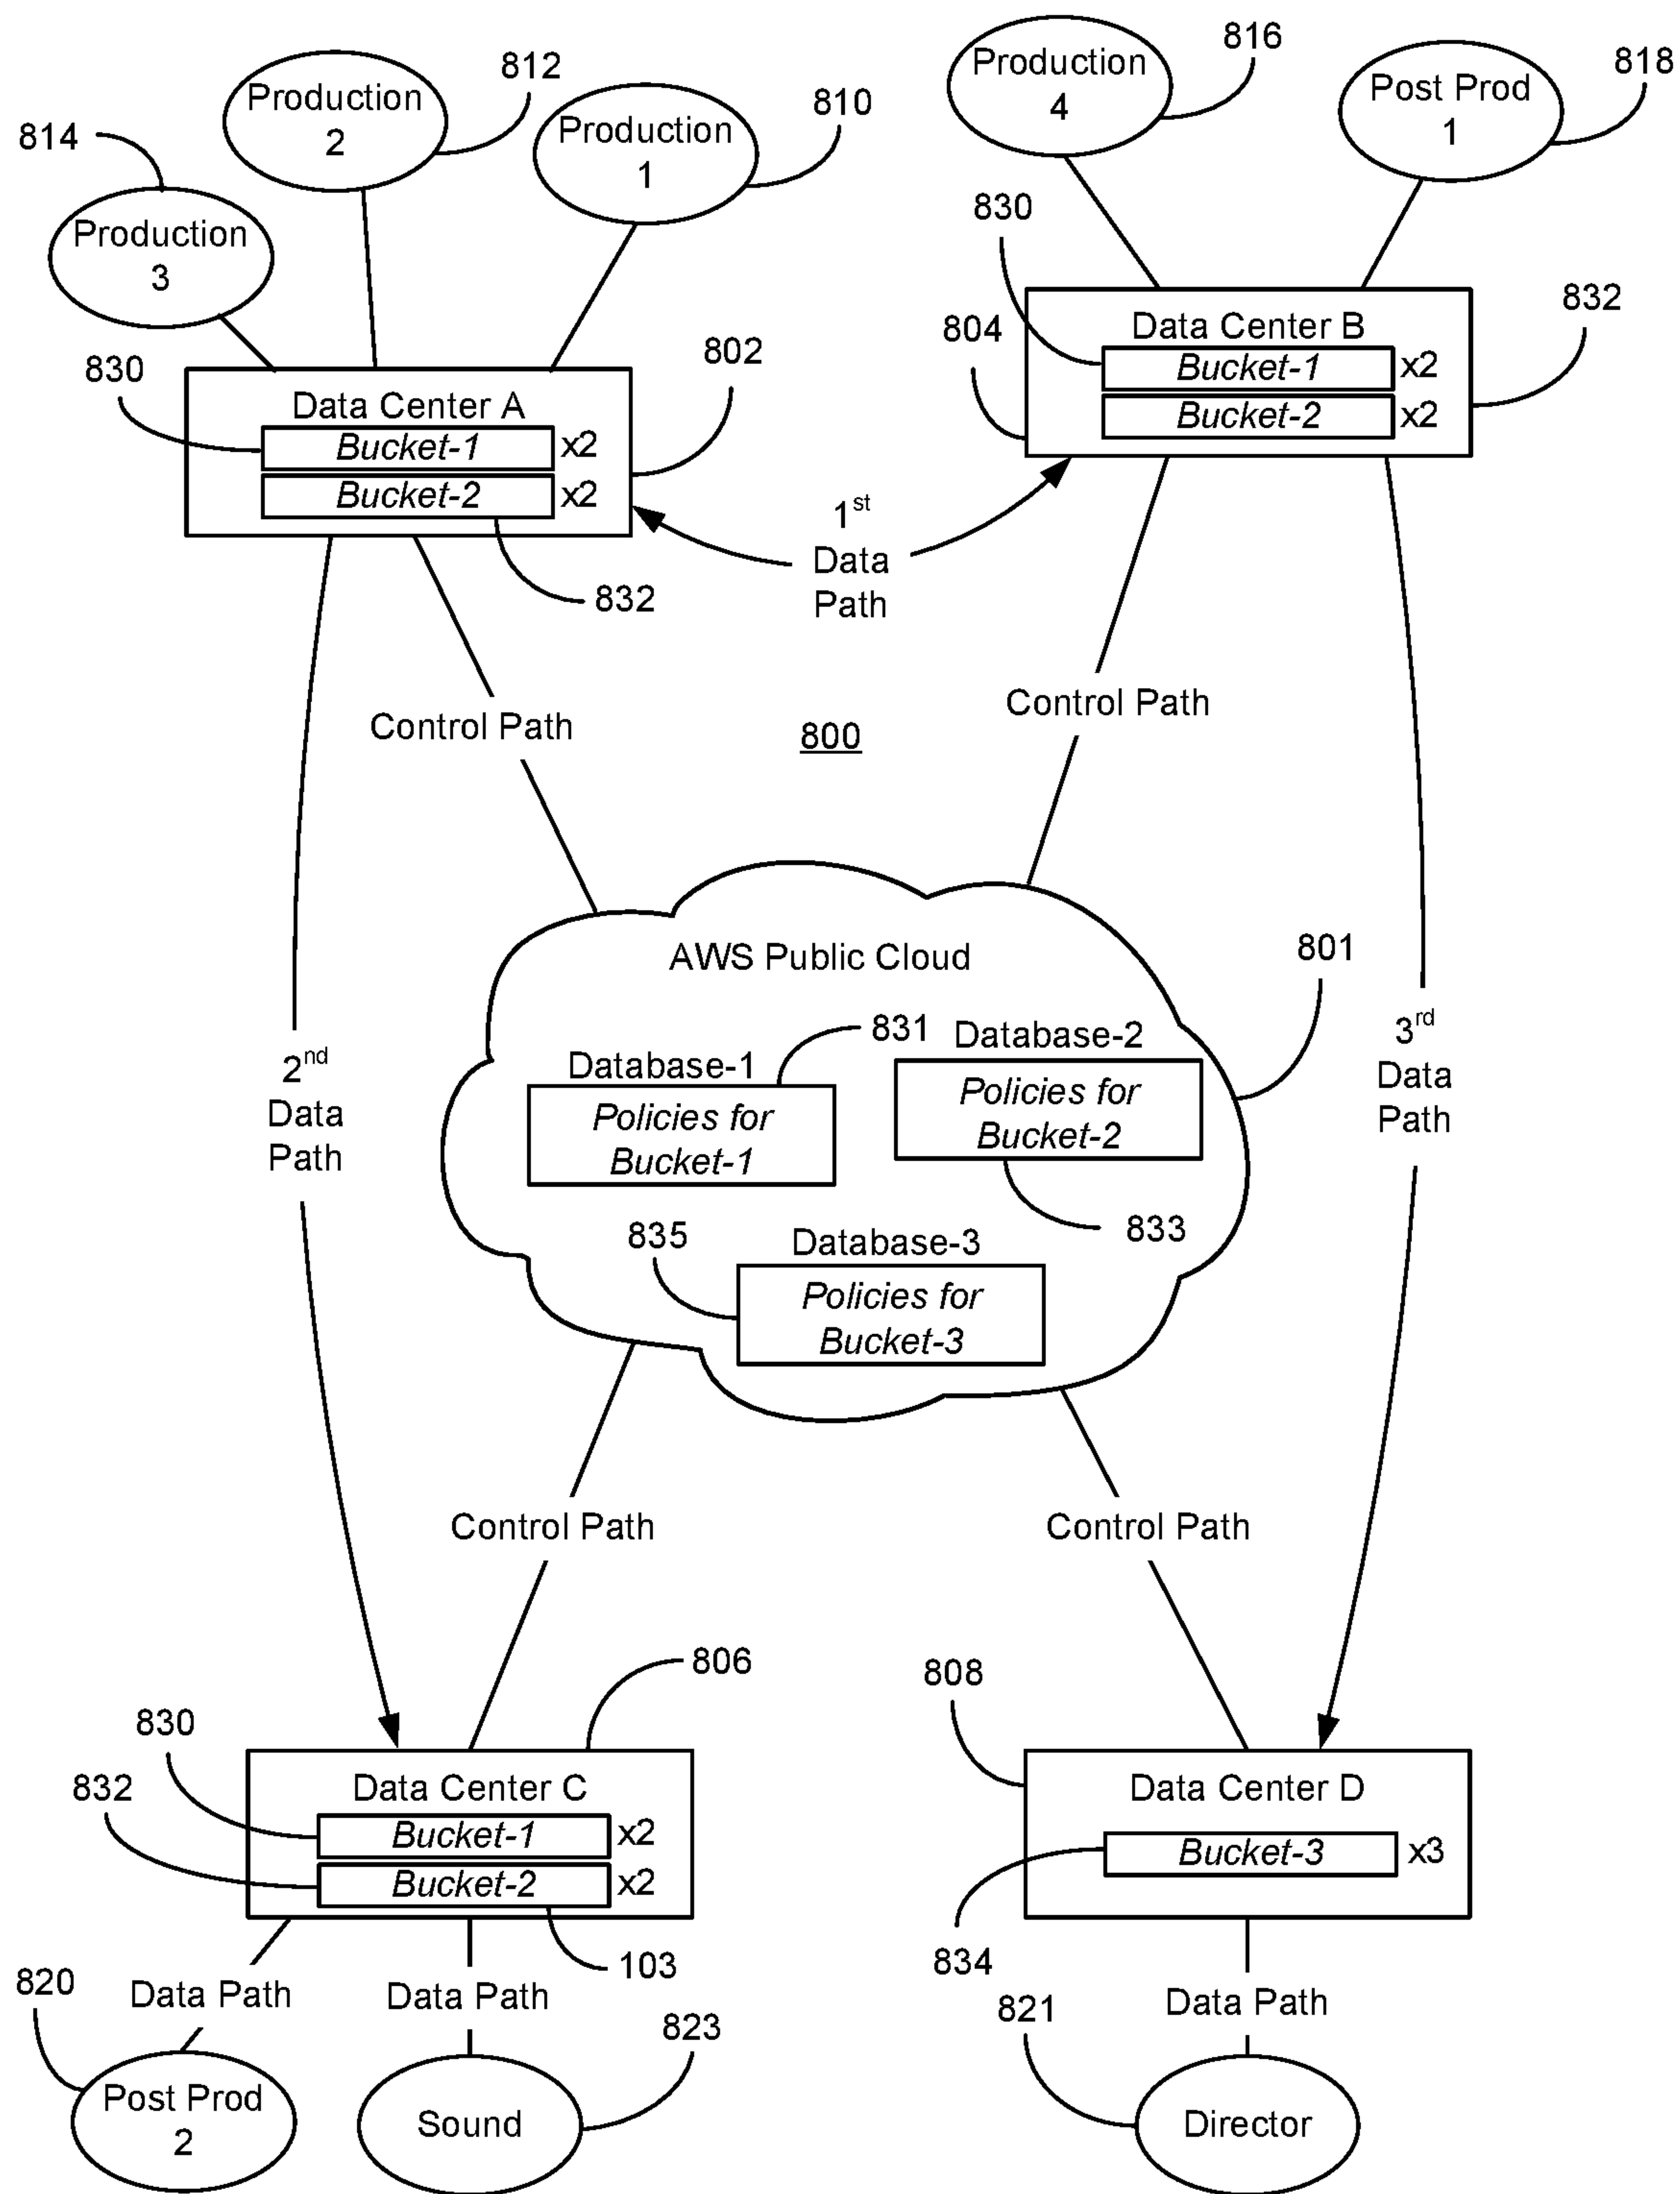 816
818
812
Production
4
Post Prod
1
Production
2
810
814
Production
1
Production
3
830
804
832
Data Center B
Bucket-1 x2
Bucket-2 x2
830
802
Data Center A
Bucket-1 x2
Bucket-2 x2
832
1st
Data
Path
Control Path
Control Path
800
AWS Public Cloud
801
831
Database-1
Policies for
Bucket-1
Database-2
Policies for
Bucket-2
833
2nd
Data
Path
3rd
Data
Path
835
Database-3
Policies for
Bucket-3
Control Path
Control Path
806
808
830
832
Data Center C
Bucket-1 x2
Bucket-2 x2
103
Data Center D
Bucket-3 x3
834
820
Data Path
Data Path
823
821
Data Path
Post Prod
2
Sound
Director